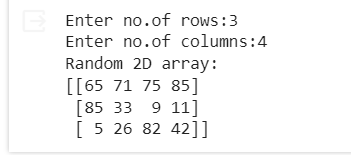 Enter no.of rows:3
Enter no.of columns:4
Random 2D array:
[[65 71 75 85]
 [85 33  9 11]
 [ 5 26 82 42]]